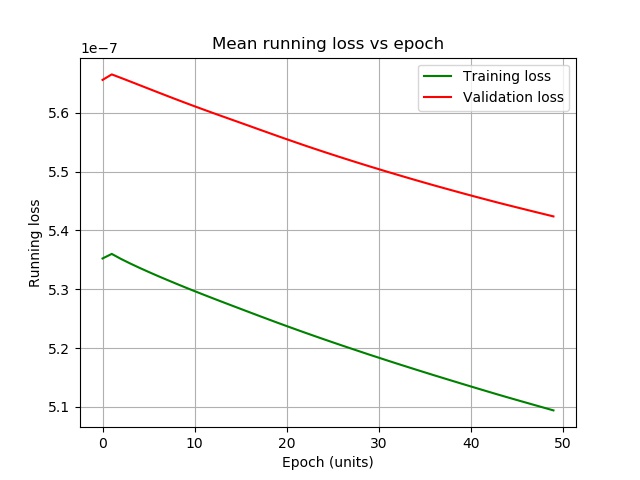 Mean running loss vs epoch
1e−7
Training loss
Validation loss
5.6
5.5
5.4
5.3
5.2
5.1
Running loss
0 10 20 30 40 50
Epoch (units)